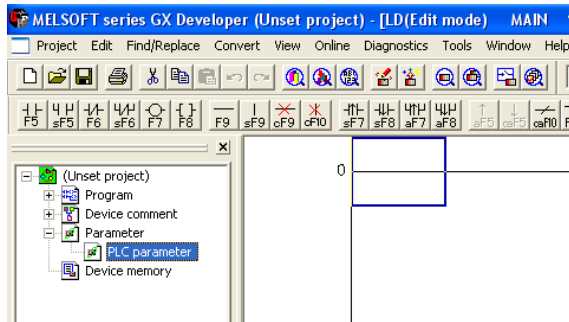 MELSOFT series GX Developer (Unset project) - [LD(Edit mode) MAIN
Project Edit Find/Replace Convert View Online Diagnostics Tools Window Help
F5 sF5 F6 sF6 F7 F8 F9 sF9 cF9 cF10 sF7 sF8 aF7 aF8 aF5 caF5 caF10
0
(Unset project)
Program
Device comment
Parameter
PLC parameter
Device memory